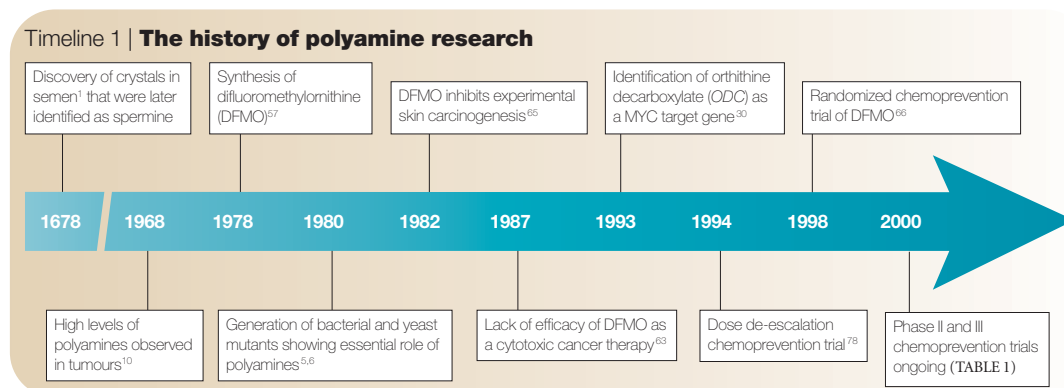 Timeline 1 | The history of polyamine research
Discovery of crystals in
semen1 that were later
identified as spermine
Synthesis of
difluoromethylornithine
(DFMO)57
DFMO inhibits experimental
skin carcinogenesis65
Identification of orthithine
decarboxylate (ODC) as
a MYC target gene30
Randomized chemoprevention
trial of DFMO66
1678 1968 1978 1980 1982 1987 1993 1994 1998 2000
High levels of
polyamines observed
in tumours10
Generation of bacterial and yeast
mutants showing essential role of
polyamines5,6
Lack of efficacy of DFMO as
a cytotoxic cancer therapy63
Dose de-escalation
chemoprevention trial78
Phase II and III
chemoprevention trials
ongoing (TABLE 1)